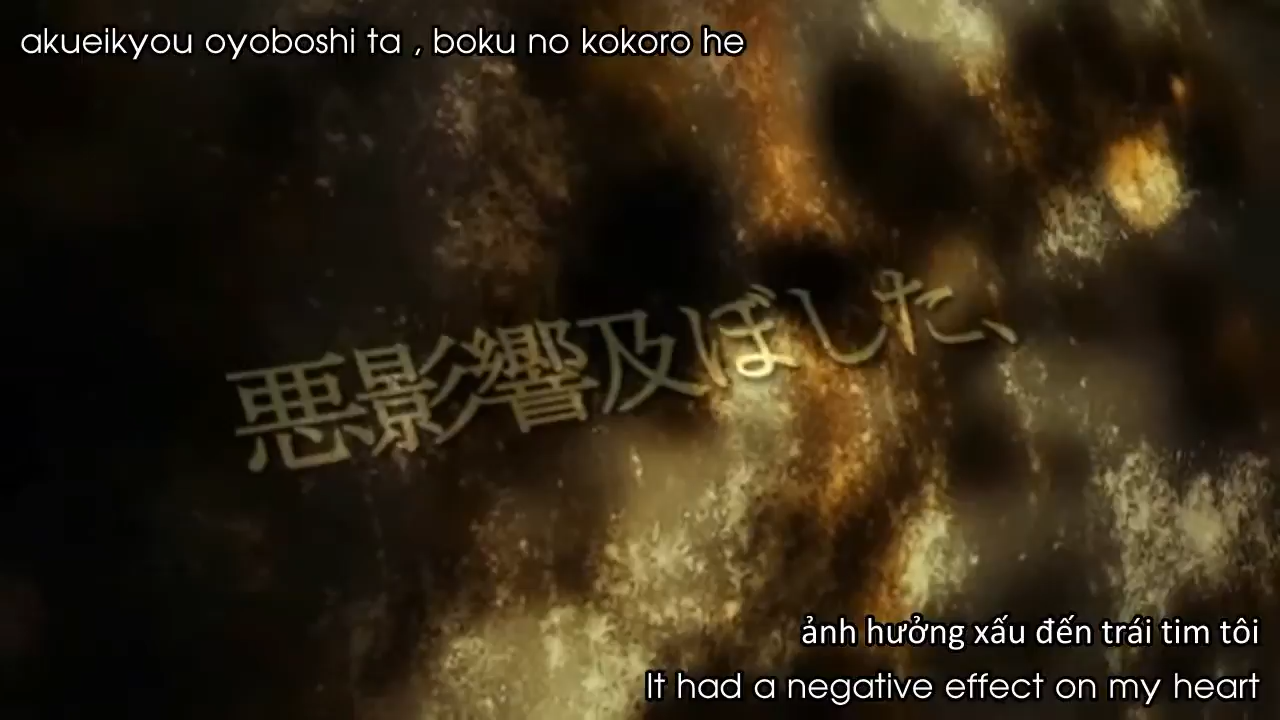 akueikyou oyoboshi ta , boku no kokoro he
悪影響及ぼした、
ảnh hưởng xấu đến trái tim tôi
It had a negative effect on my heart